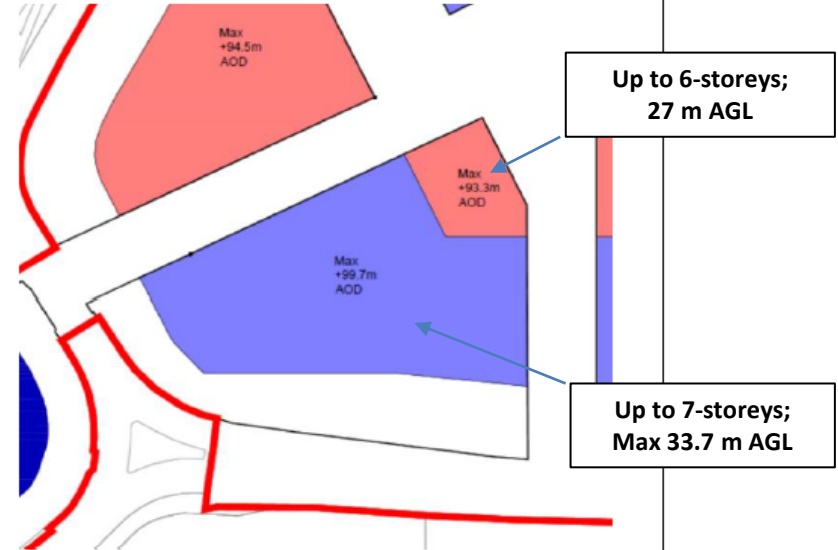 Max
+94.5m
AOD
Up to 6-storeys;
27 m AGL
Max
+93.3m
AOD
Max
+99.7m
AOD
Up to 7-storeys;
Max 33.7 m AGL